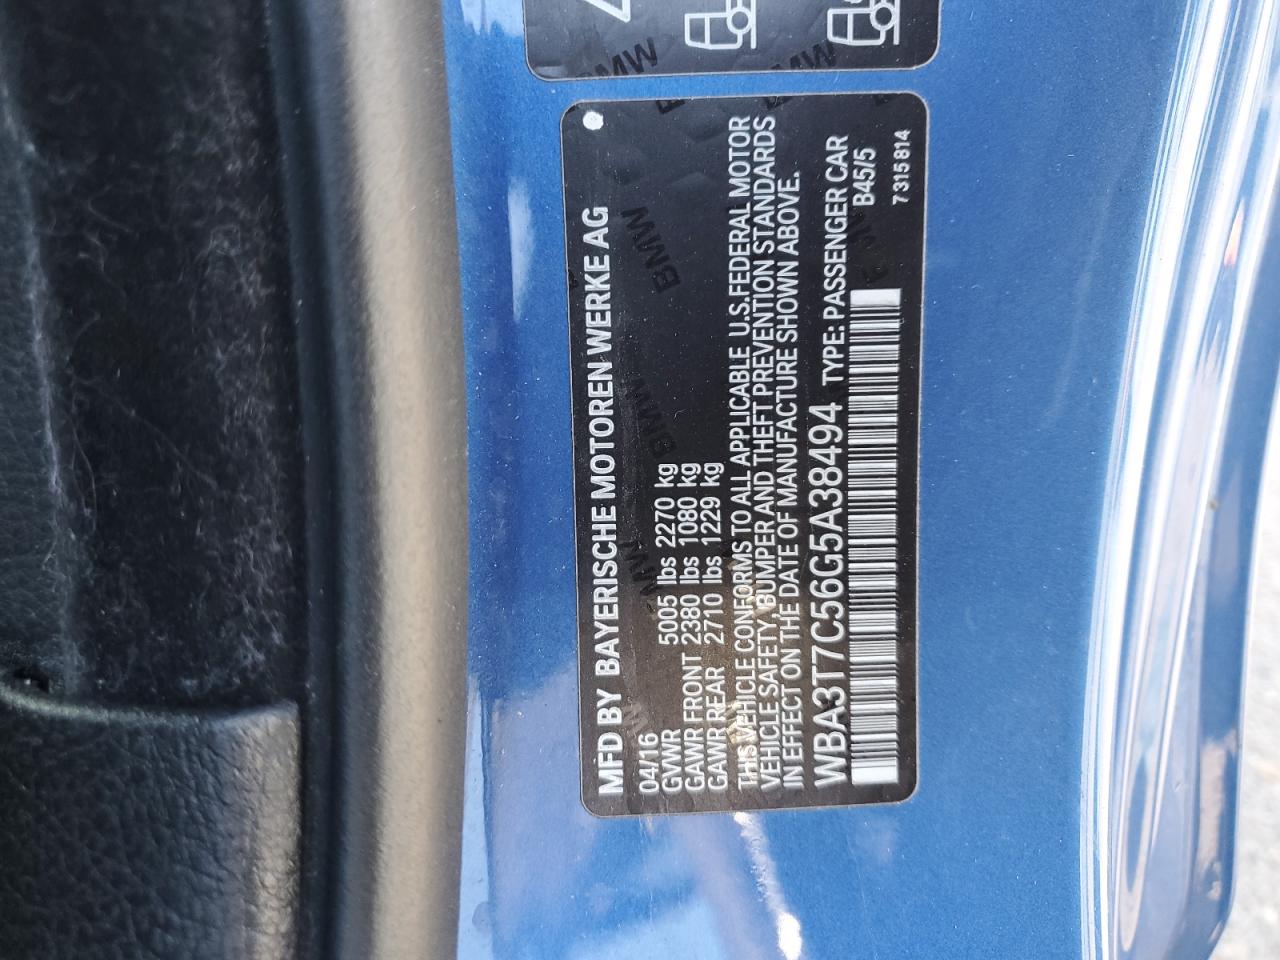 MFD BY BAYERISCHE MOTOREN WERKE AG
04/16
GVWR 5005 lbs 2270 kg
GAWR FRONT 2380 lbs 1080 kg
GAWR REAR 2710 lbs 1229 kg
THIS VEHICLE CONFORMS TO ALL APPLICABLE U.S. FEDERAL MOTOR
VEHICLE SAFETY, BUMPER AND THEFT PREVENTION STANDARDS
IN EFFECT ON THE DATE OF MANUFACTURE SHOWN ABOVE.
WBA3T7C56G5A38494 TYPE: PASSENGER CAR
B45/5
7315814
BMW
BMW
BMW
BMW